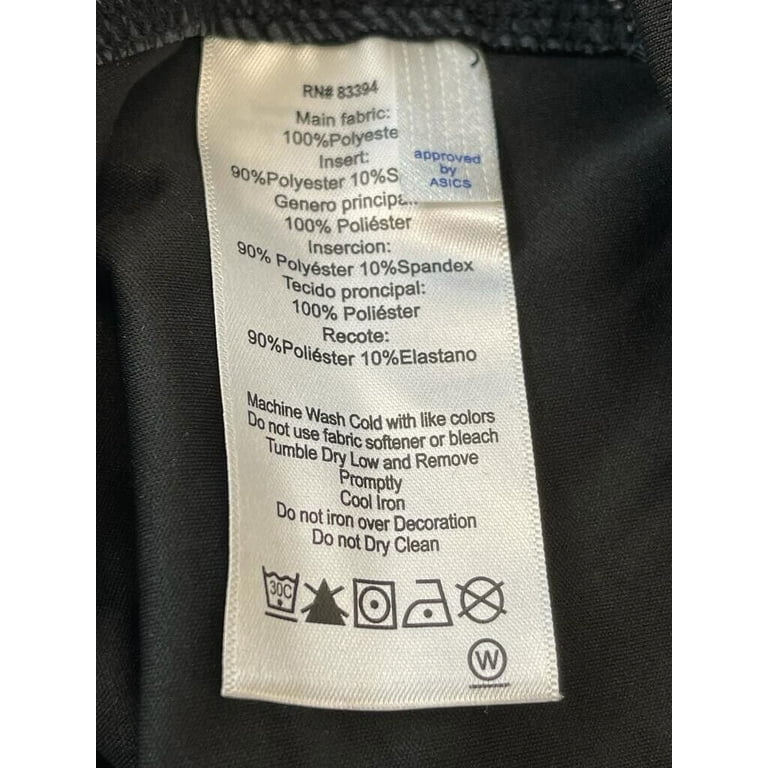 RN# 83394
Main fabric:
100%Polyeste
Insert:
90%Polyester 10%S
Genero principa...
100% Poliéster
Insercion:
90% Polyéster 10%Spandex
Tecido proncipal:
100% Poliéster
Recote:
90%Poliéster 10%Elastano
approved
by
ASICS
Machine Wash Cold with like colors
Do not use fabric softener or bleach
Tumble Dry Low and Remove
Promptly
Cool Iron
Do not iron over Decoration
Do not Dry Clean
30C
W